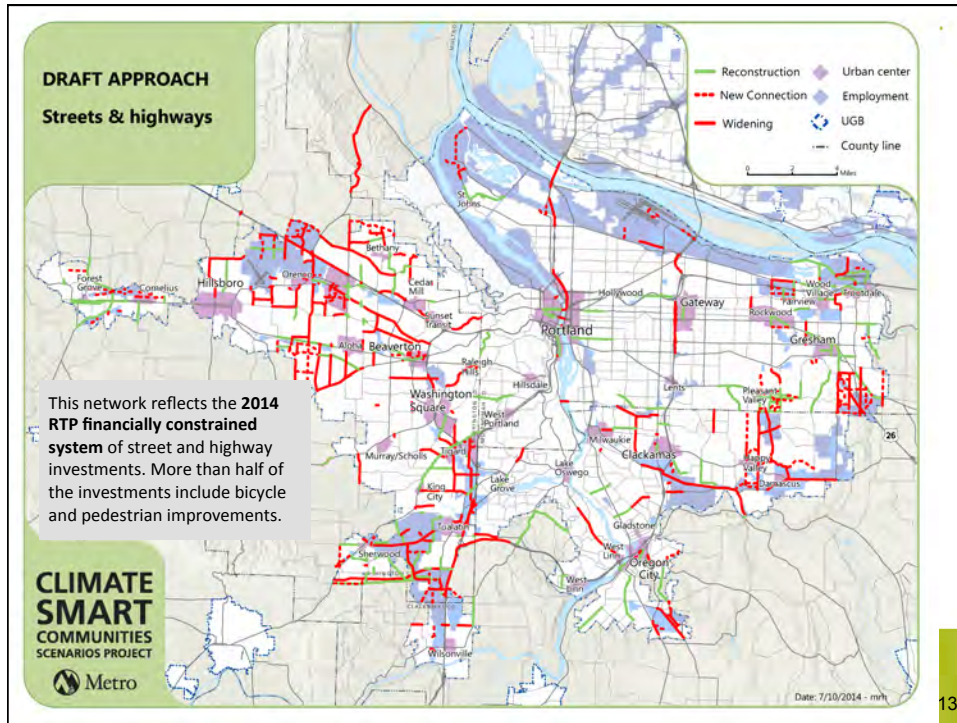 DRAFT APPROACH
Streets & highways
Reconstruction
New Connection
Widening
Urban center
Employment
UGB
County line
0 2 4
Miles
St
Johns
Bethany
Forest
Grove
Cornelius
Hillsboro
Orenco
Cedar
Mill
Sunset
Transit
Hollywood
Gateway
Wood
Village
Fairview
Troutdale
Rockwood
Portland
Gresham
Aloha
Beaverton
Raleigh
Hills
Hillsdale
Lents
Pleasant
Valley
Washington
Square
West
Portland
26
Murray/Scholls
Tigard
Milwaukie
Clackamas
Happy
Valley
Damascus
Lake
Oswego
King
City
Lake
Grove
Tualatin
Gladstone
Sherwood
West
Linn
Oregon
City
West
Linn
Wilsonville
This network reflects the 2014
RTP financially constrained
system of street and highway
investments. More than half of
the investments include bicycle
and pedestrian improvements.
CLIMATE
SMART
COMMUNITIES
SCENARIOS PROJECT
Metro
Date: 7/10/2014 - mrh
13